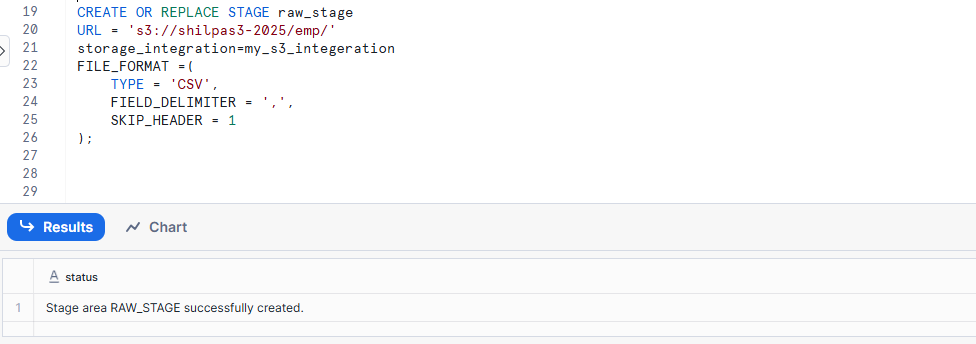 19 CREATE OR REPLACE STAGE raw_stage
20 URL = 's3://shilpas3-2025/emp/'
21 storage_integration=my_s3_integeration
22 FILE_FORMAT =(
23 TYPE = 'CSV',
24 FIELD_DELIMITER = ',',
25 SKIP_HEADER = 1
26 );
27
28
29
Results Chart
A status
1 Stage area RAW_STAGE successfully created.